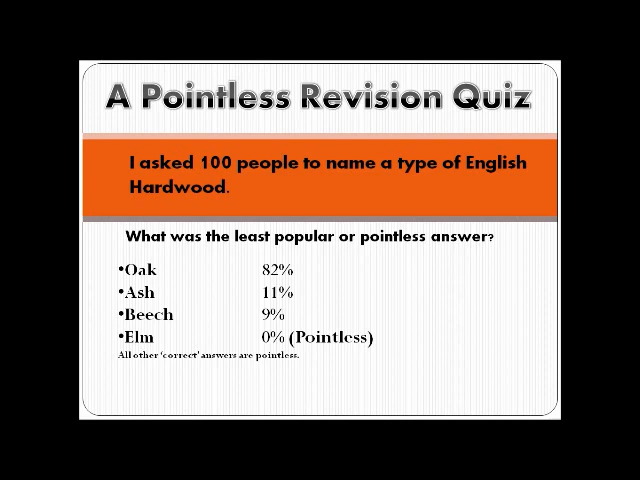 A Pointless Revision Quiz
I asked 100 people to name a type of English
Hardwood.
What was the least popular or pointless answer?
•Oak 82%
•Ash 11%
•Beech 9%
•Elm 0% (Pointless)
All other 'correct' answers are pointless.